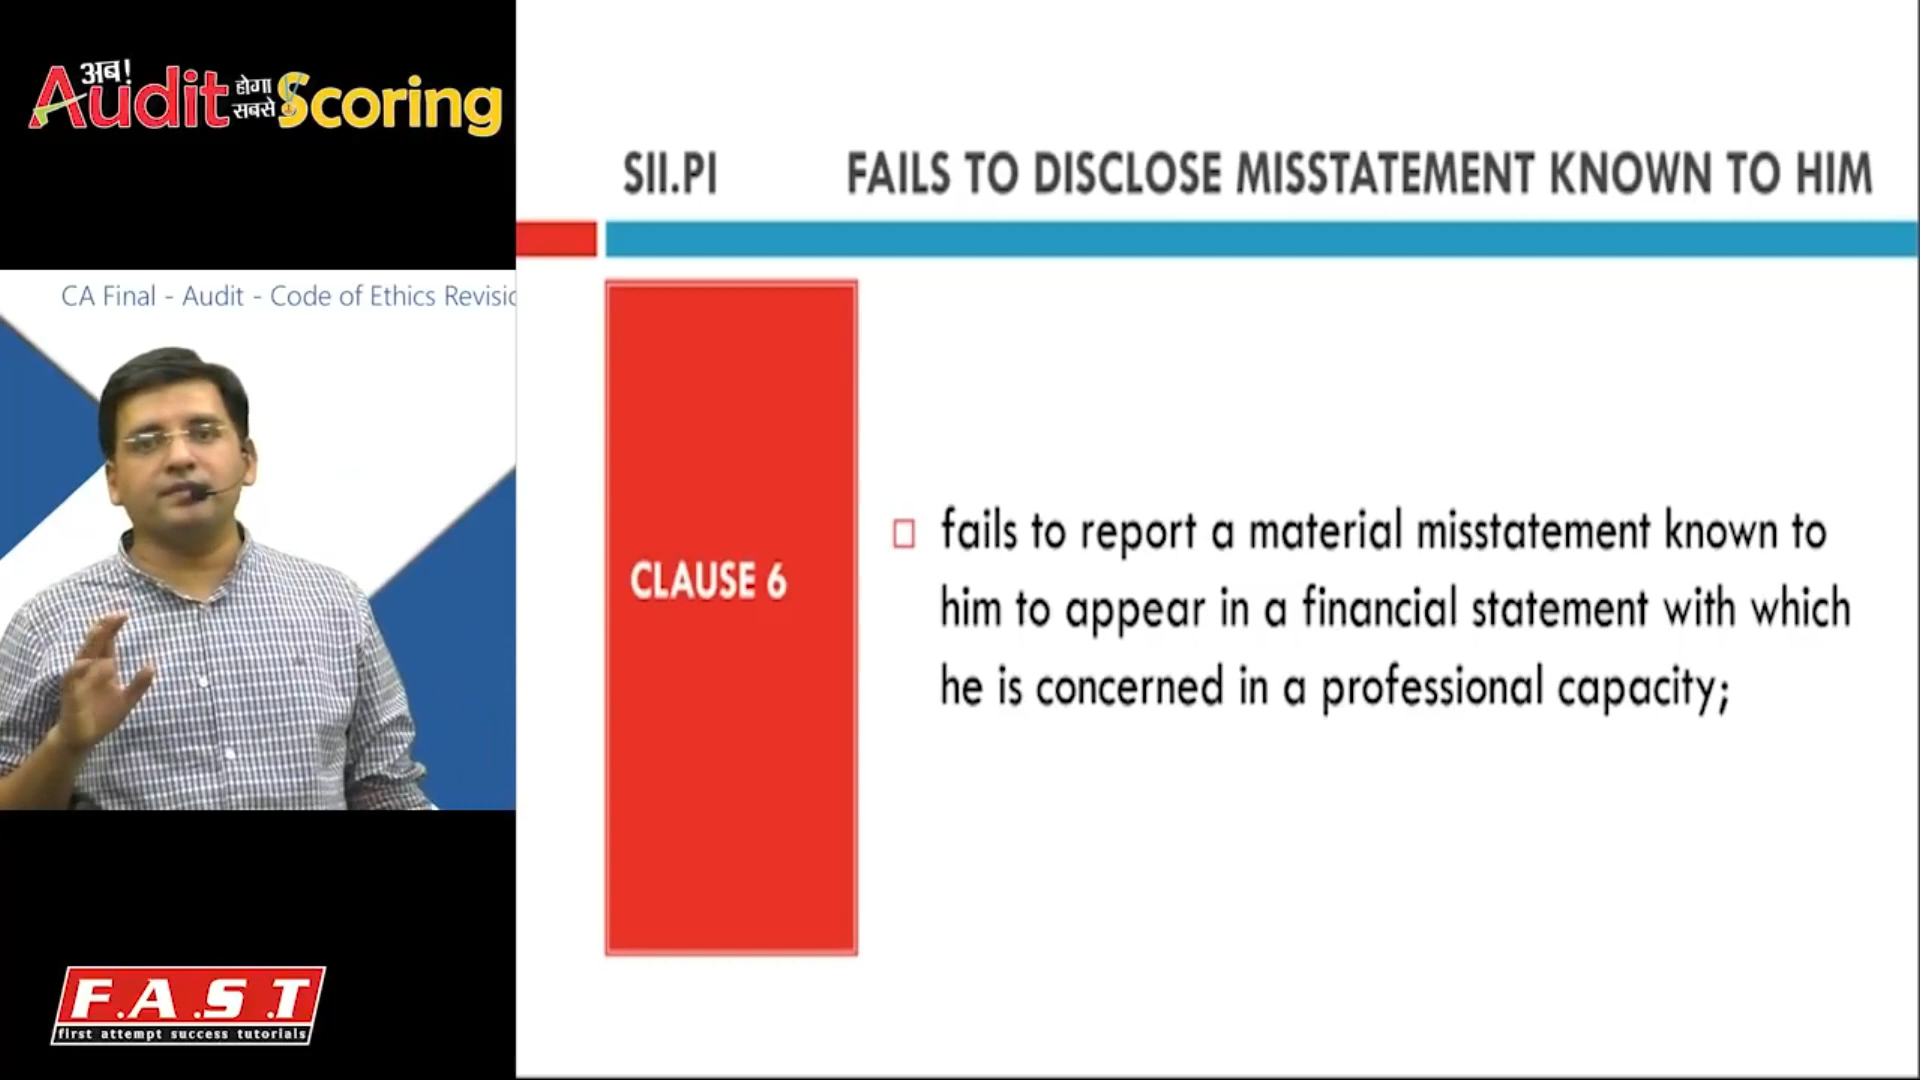 अब!
Audit होगा सबसे Scoring
CA Final - Audit - Code of Ethics
F.A.S.T
first attempt success tutorials
SII.PI FAILS TO DISCLOSE MISSTATEMENT KNOWN TO HIM
CLAUSE 6
fails to report a material misstatement known to
him to appear in a financial statement with which
he is concerned in a professional capacity;